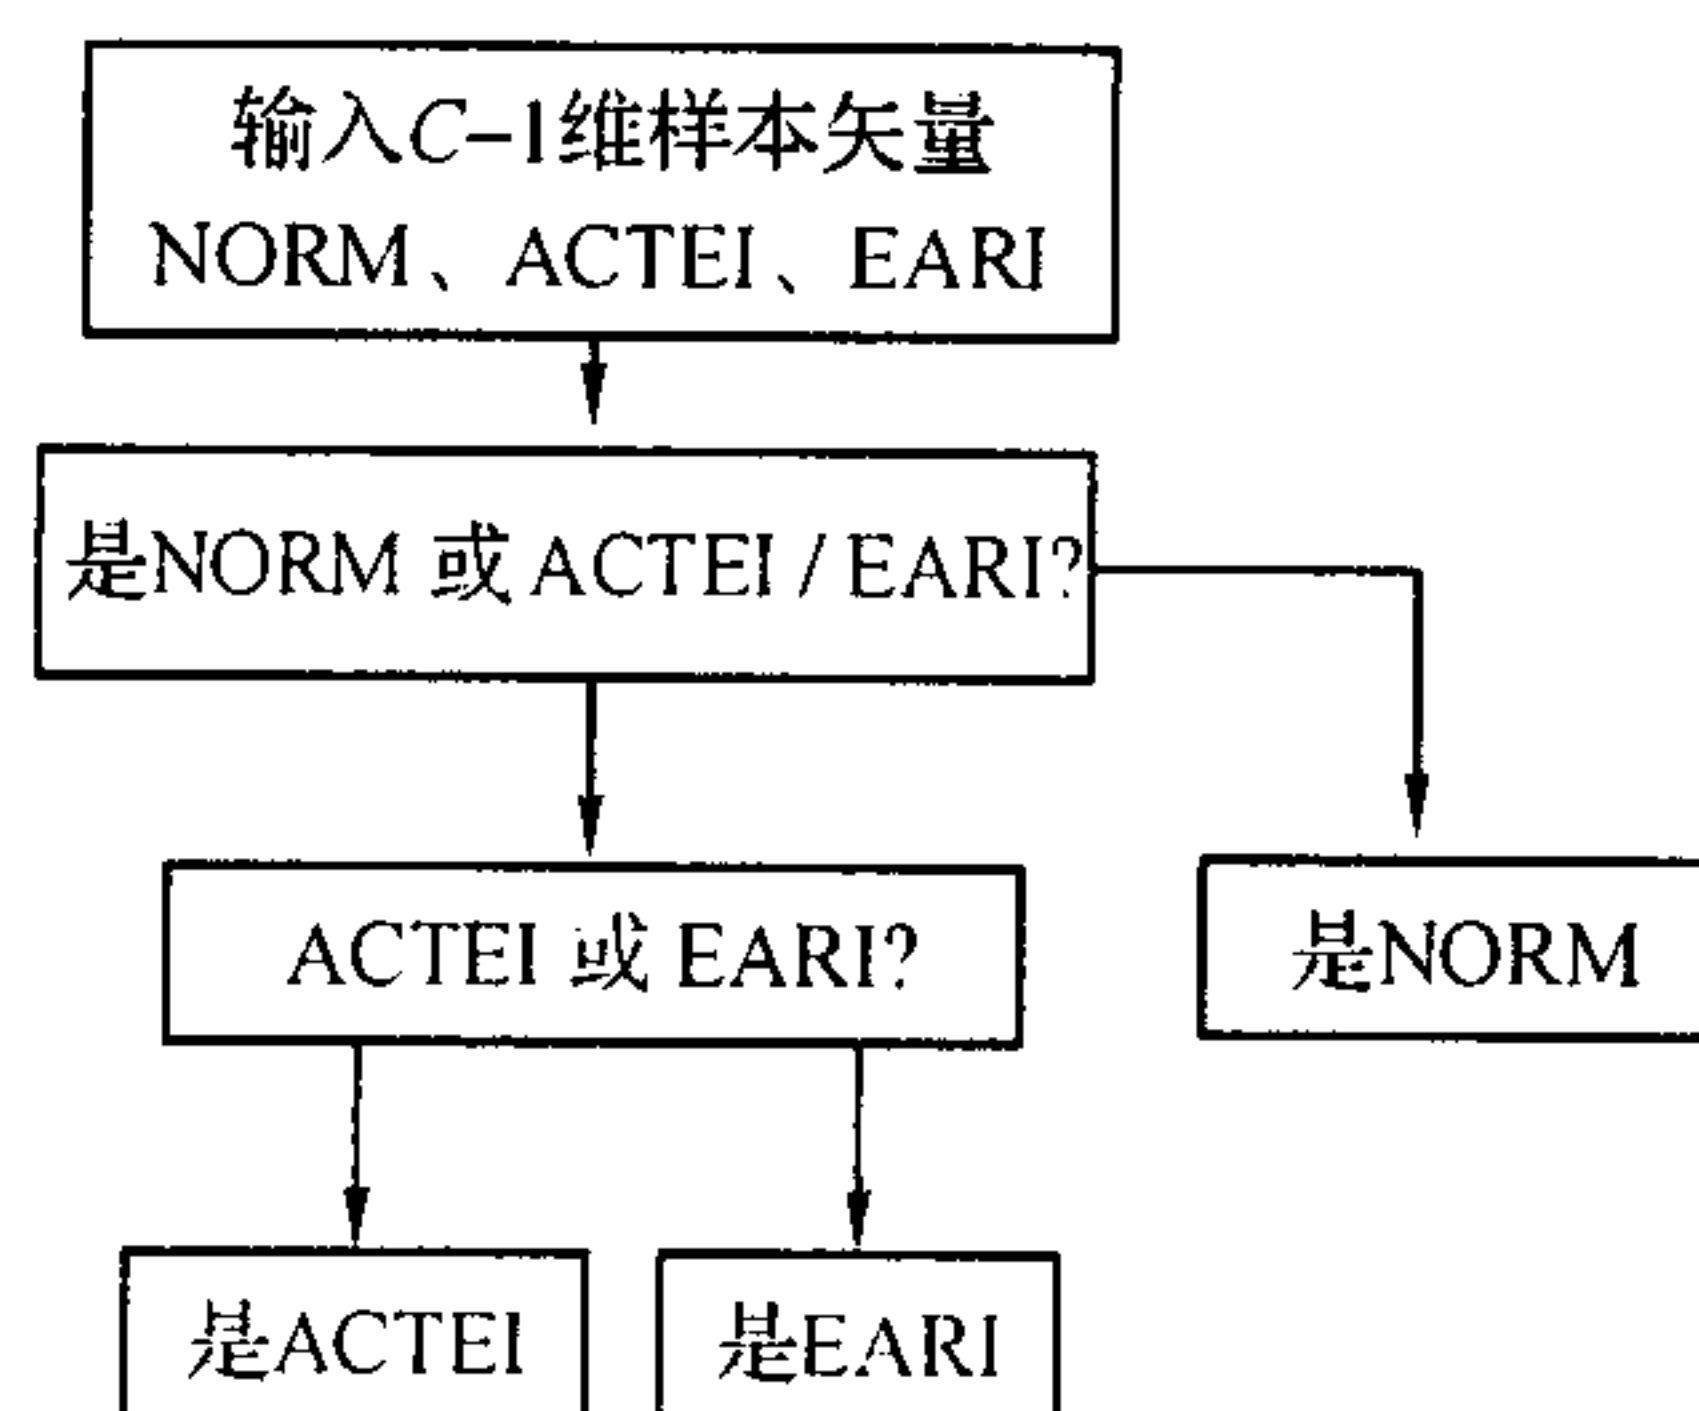 输入C-1维样本矢量
NORM、ACTEI、EARI
是NORM 或 ACTEI / EARI?
ACTEI 或 EARI?
是NORM
是ACTEI
是EARI